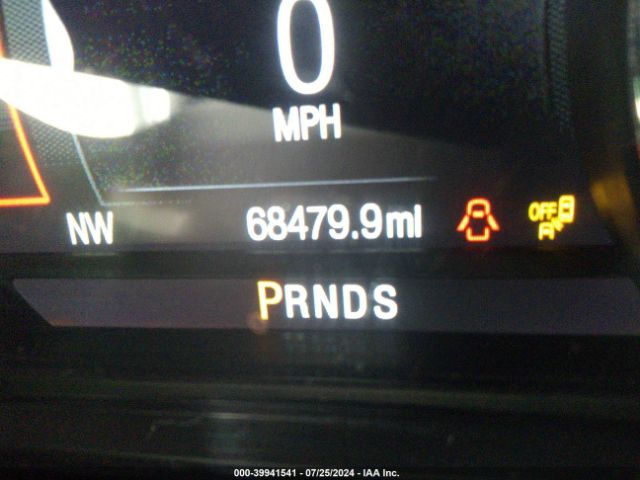 0
MPH
NW 68479.9mi OFF
A
PRNDS
000-39941541 - 07/25/2024 - IAA Inc.